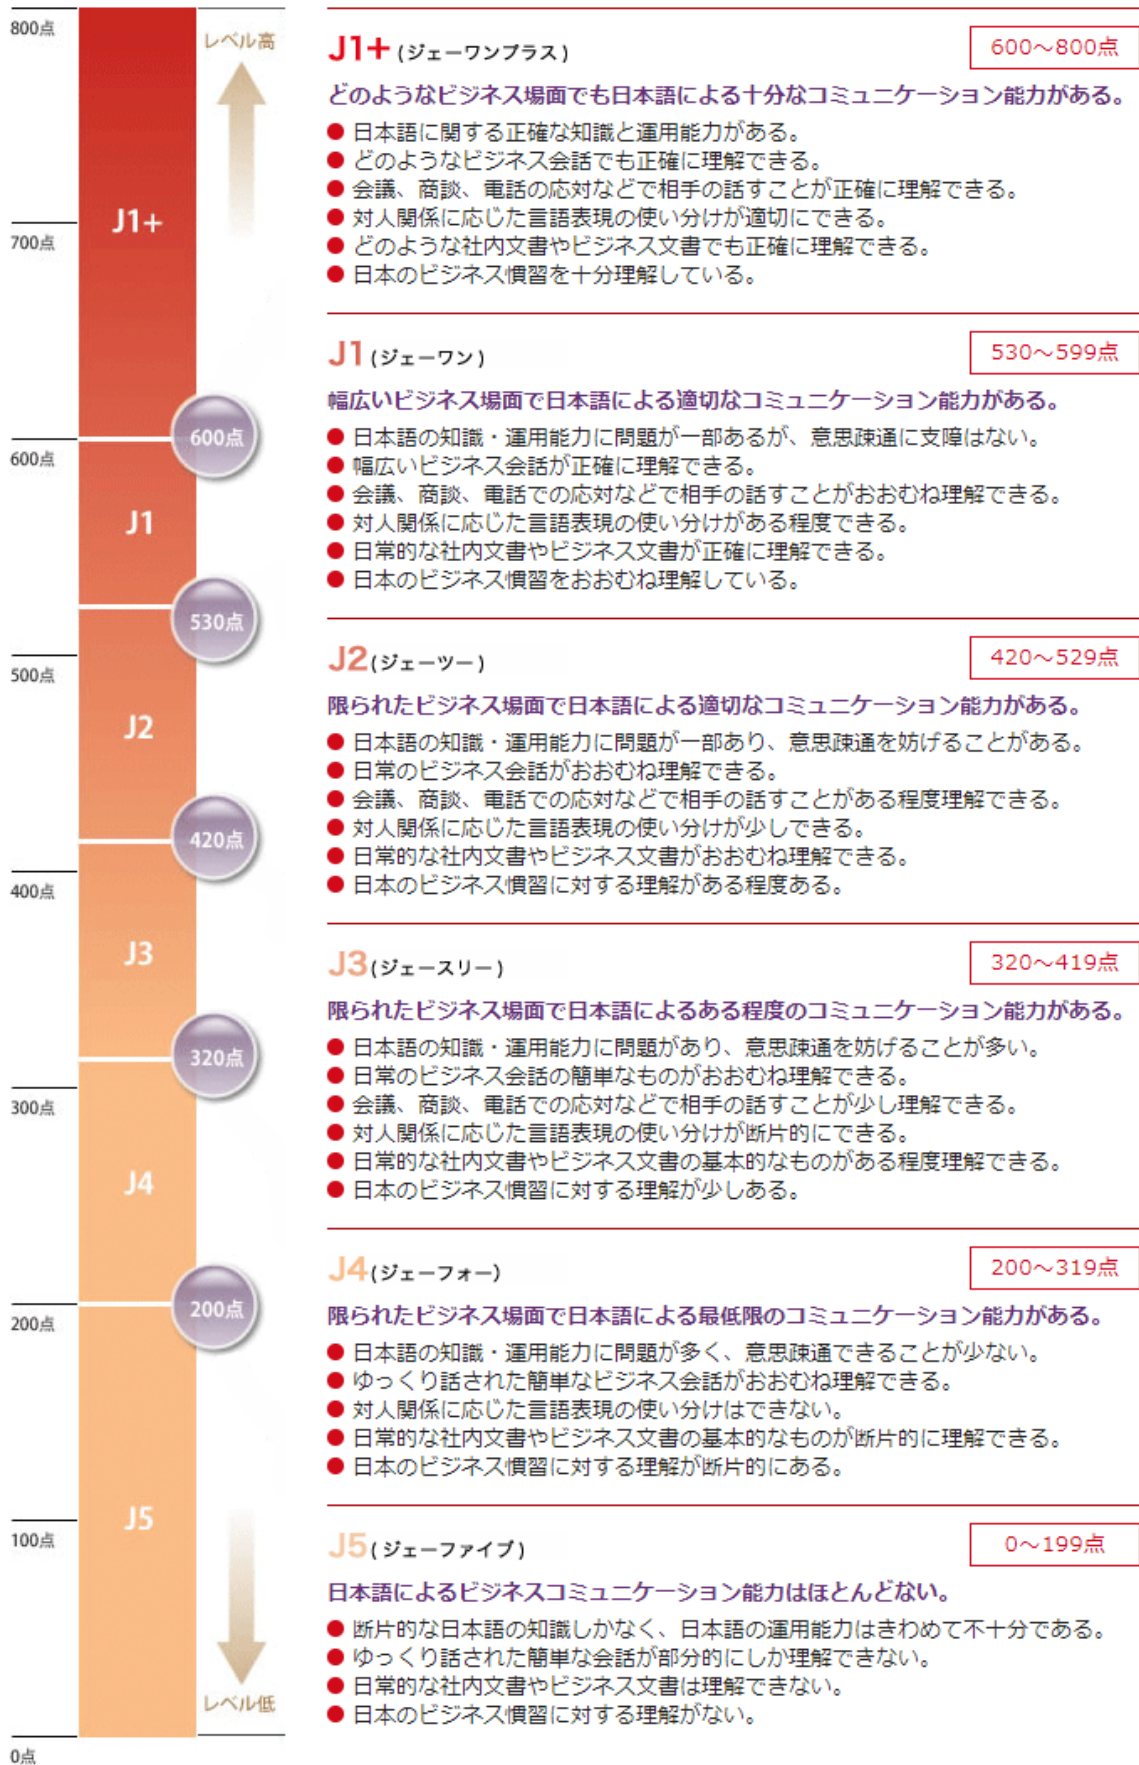 800点
レベル高
J1+
700点
600点
600点
J1
530点
500点
J2
420点
400点
J3
320点
300点
J4
200点
200点
J5
100点
レベル低
0点
J1+(ジェーワンプラス)
600～800点
どのようなビジネス場面でも日本語による十分なコミュニケーション能力がある。
● 日本語に関する正確な知識と運用能力がある。
● どのようなビジネス会話でも正確に理解できる。
● 会議、商談、電話の応対などで相手の話すことが正確に理解できる。
● 対人関係に応じた言語表現の使い分けが適切にできる。
● どのような社内文書やビジネス文書でも正確に理解できる。
● 日本のビジネス慣習を十分理解している。
J1(ジェーワン)
530～599点
幅広いビジネス場面で日本語による適切なコミュニケーション能力がある。
● 日本語の知識・運用能力に問題が一部あるが、意思疎通に支障はない。
● 幅広いビジネス会話が正確に理解できる。
● 会議、商談、電話での応対などで相手の話すことがおおむね理解できる。
● 対人関係に応じた言語表現の使い分けがある程度できる。
● 日常的な社内文書やビジネス文書が正確に理解できる。
● 日本のビジネス慣習をおおむね理解している。
J2(ジェーツー)
420～529点
限られたビジネス場面で日本語による適切なコミュニケーション能力がある。
● 日本語の知識・運用能力に問題が一部あり、意思疎通を妨げることがある。
● 日常のビジネス会話がおおむね理解できる。
● 会議、商談、電話での応対などで相手の話すことがある程度理解できる。
● 対人関係に応じた言語表現の使い分けが少しできる。
● 日常的な社内文書やビジネス文書がおおむね理解できる。
● 日本のビジネス慣習に対する理解がある程度ある。
J3(ジェースリー)
320～419点
限られたビジネス場面で日本語によるある程度のコミュニケーション能力がある。
● 日本語の知識・運用能力に問題があり、意思疎通を妨げることが多い。
● 日常のビジネス会話の簡単なものがおおむね理解できる。
● 会議、商談、電話での応対などで相手の話すことが少し理解できる。
● 対人関係に応じた言語表現の使い分けが断片的にできる。
● 日常的な社内文書やビジネス文書の基本的なものがある程度理解できる。
● 日本のビジネス慣習に対する理解が少しある。
J4(ジェーフォー)
200～319点
限られたビジネス場面で日本語による最低限のコミュニケーション能力がある。
● 日本語の知識・運用能力に問題が多く、意思疎通できることが少ない。
● ゆっくり話された簡単なビジネス会話がおおむね理解できる。
● 対人関係に応じた言語表現の使い分けはできない。
● 日常的な社内文書やビジネス文書の基本的なものが断片的に理解できる。
● 日本のビジネス慣習に対する理解が断片的にある。
J5(ジェーファイブ)
0～199点
日本語によるビジネスコミュニケーション能力はほとんどない。
● 断片的な日本語の知識しかなく、日本語の運用能力はきわめて不十分である。
● ゆっくり話された簡単な会話が部分的にしか理解できない。
● 日常的な社内文書やビジネス文書は理解できない。
● 日本のビジネス慣習に対する理解がない。